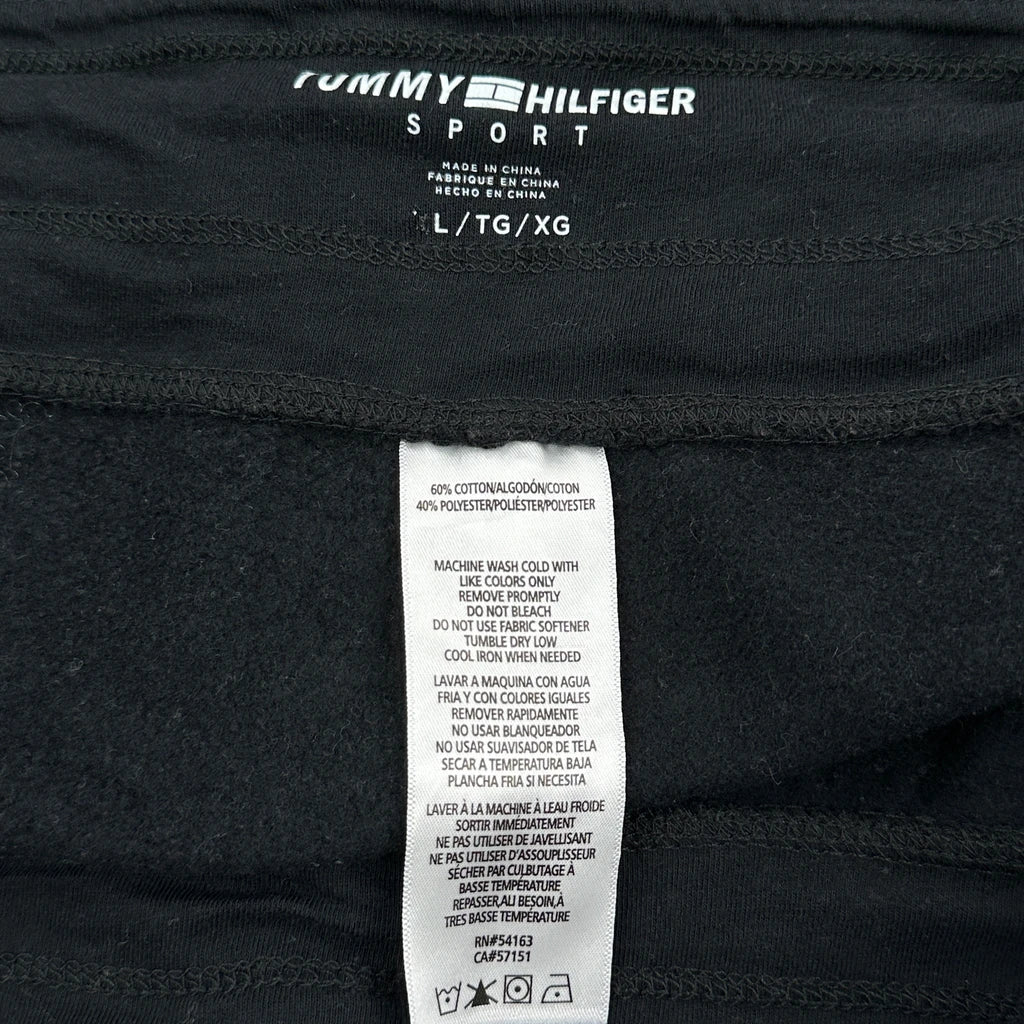 TOMMY HILFIGER
SPORT
MADE IN CHINA
FABRIQUE EN CHINA
HECHO EN CHINA
XL/TG/XG
60% COTTON/ALGODÓN/COTON
40% POLYESTER/POLIÉSTER/POLYESTER
MACHINE WASH COLD WITH
LIKE COLORS ONLY
REMOVE PROMPTLY
DO NOT BLEACH
DO NOT USE FABRIC SOFTENER
TUMBLE DRY LOW
COOL IRON WHEN NEEDED
LAVAR A MAQUINA CON AGUA
FRIA Y CON COLORES IGUALES
REMOVER RAPIDAMENTE
NO USAR BLANQUEADOR
NO USAR SUAVISADOR DE TELA
SECAR A TEMPERATURA BAJA
PLANCHA FRIA SI NECESITA
LAVER À LA MACHINE À LEAU FROIDE
SORTIR IMMÉDIATEMENT
NE PAS UTILISER DE JAVELLISANT
NE PAS UTILISER D'ASSOUPLISSEUR
SÉCHER PAR CULBUTAGE À
BASSE TEMPÉRATURE
REPASSER,ALI BESOIN,À
TRES BASSE TEMPÉRATURE
RN#54163
CA#57151